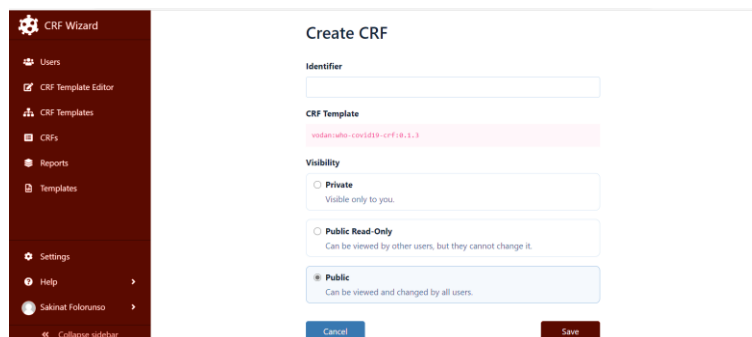 CRF Wizard
Users
CRF Template Editor
CRF Templates
CRFs
Reports
Templates
Settings
Help
Sakinat Folorunso
Collapse sidebar
Create CRF
Identifier
CRF Template
vodan:who-covid19-crf:0.1.3
Visibility
Private
Visible only to you.
Public Read-Only
Can be viewed by other users, but they cannot change it.
Public
Can be viewed and changed by all users.
Cancel
Save